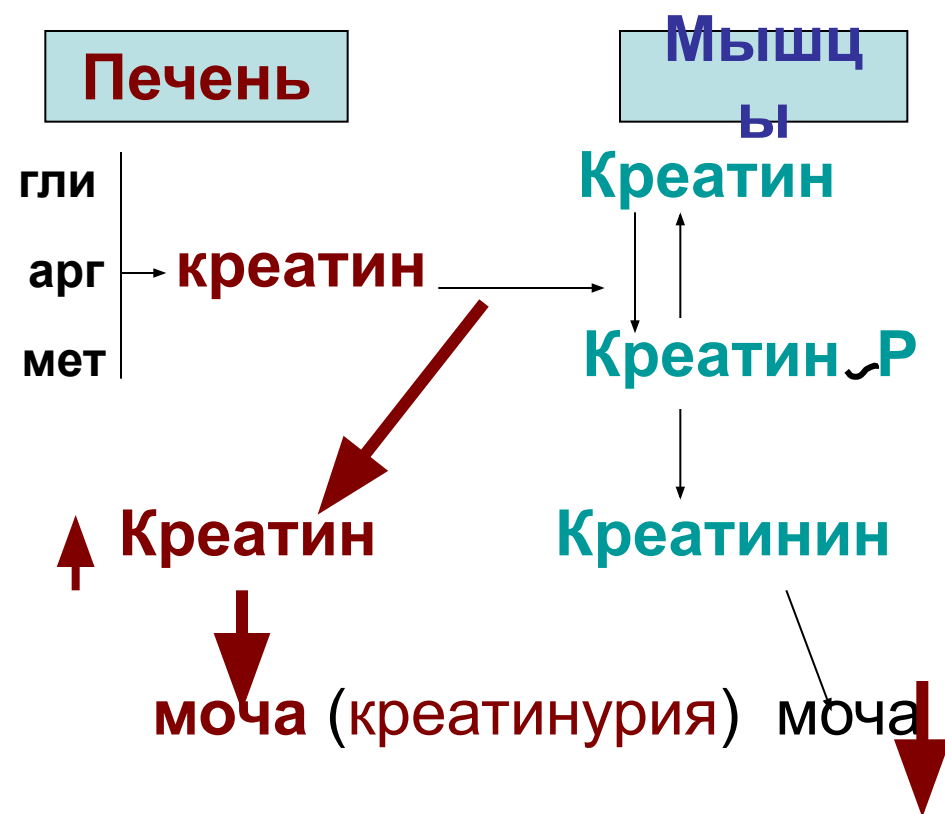 Печень
Мышц
ы
гли
арг
мет
креатин
Креатин
Креатин~Р
Креатин
Креатинин
моча (креатинурия) моча